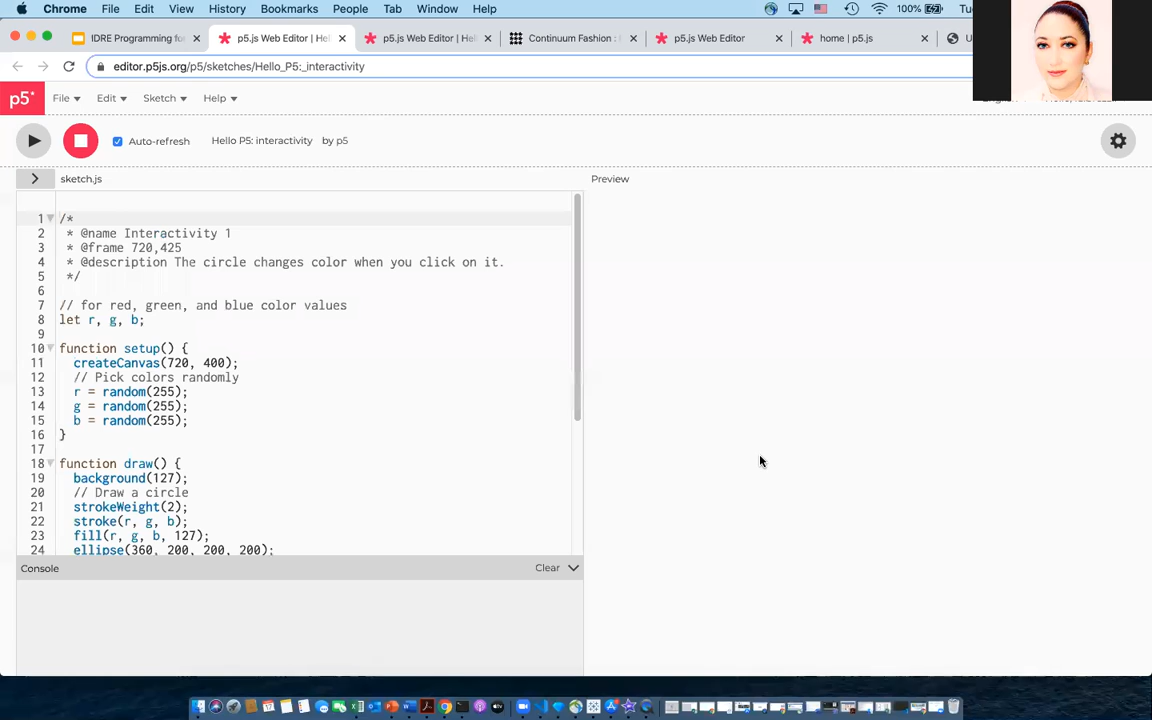 Chrome File Edit View History Bookmarks People Tab Window Help 100%
IDRE Programming fo p5.js Web Editor | Hel p5.js Web Editor | Hel Continuum Fashion : p5.js Web Editor home | p5.js
editor.p5js.org/p5/sketches/Hello_P5:_interactivity
p5* File Edit Sketch Help
Auto-refresh Hello P5: interactivity by p5
sketch.js Preview
1 /*
2 * @name Interactivity 1
3 * @frame 720,425
4 * @description The circle changes color when you click on it.
5 */
6
7 // for red, green, and blue color values
8 let r, g, b;
9
10 function setup() {
11 createCanvas(720, 400);
12 // Pick colors randomly
13 r = random(255);
14 g = random(255);
15 b = random(255);
16 }
17
18 function draw() {
19 background(127);
20 // Draw a circle
21 strokeWeight(2);
22 stroke(r, g, b);
23 fill(r, g, b, 127);
24 ellipse(360, 200, 200, 200);
Console Clear